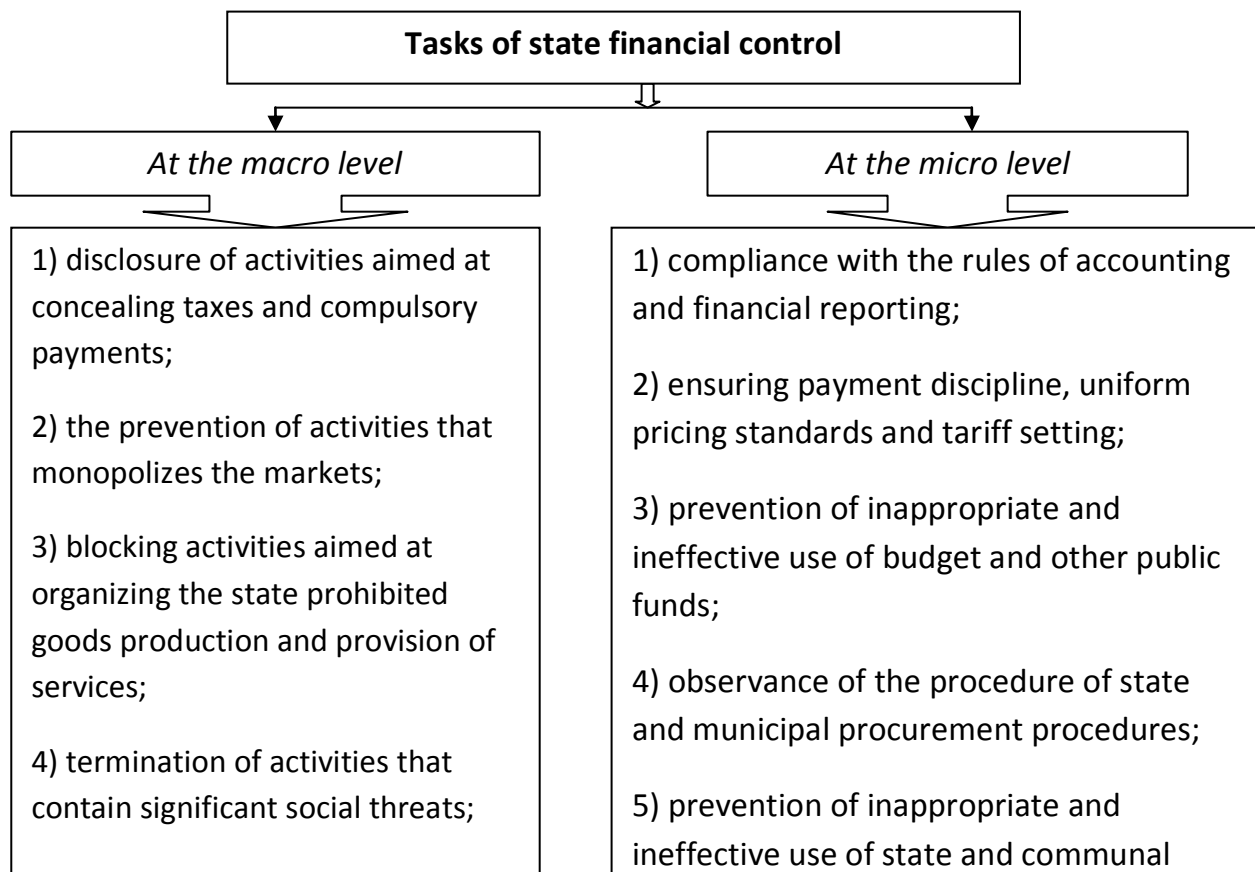 Tasks of state financial control
At the macro level
1) disclosure of activities aimed at
concealing taxes and compulsory
payments;
2) the prevention of activities that
monopolizes the markets;
3) blocking activities aimed at
organizing the state prohibited
goods production and provision of
services;
4) termination of activities that
contain significant social threats;
At the micro level
1) compliance with the rules of accounting
and financial reporting;
2) ensuring payment discipline, uniform
pricing standards and tariff setting;
3) prevention of inappropriate and
ineffective use of budget and other public
funds;
4) observance of the procedure of state
and municipal procurement procedures;
5) prevention of inappropriate and
ineffective use of state and communal